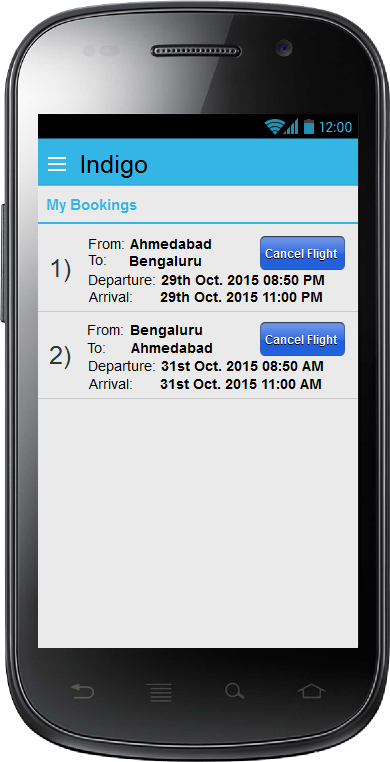 12:00
Indigo
My Bookings
1)
From: Ahmedabad
To: Bengaluru
Cancel Flight
Departure: 29th Oct. 2015 08:50 PM
Arrival: 29th Oct. 2015 11:00 PM
2)
From: Bengaluru
To: Ahmedabad
Cancel Flight
Departure: 31st Oct. 2015 08:50 AM
Arrival: 31st Oct. 2015 11:00 AM